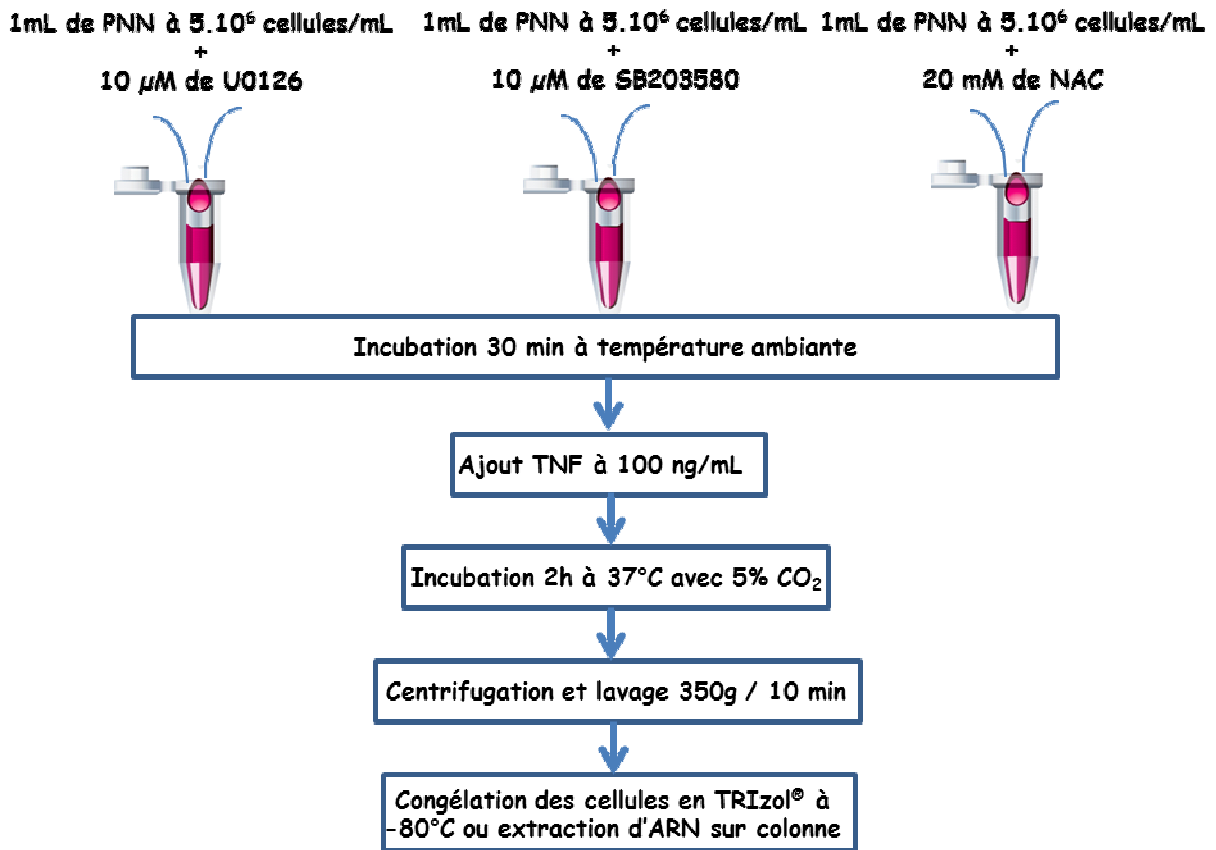 1mL de PNN à 5.10⁶ cellules/mL
+
10 µM de U0126
1mL de PNN à 5.10⁶ cellules/mL
+
10 µM de SB203580
1mL de PNN à 5.10⁶ cellules/mL
+
20 mM de NAC
Incubation 30 min à température ambiante
Ajout TNF à 100 ng/mL
Incubation 2h à 37°C avec 5% CO₂
Centrifugation et lavage 350g / 10 min
Congélation des cellules en TRIzol® à
-80°C ou extraction d'ARN sur colonne